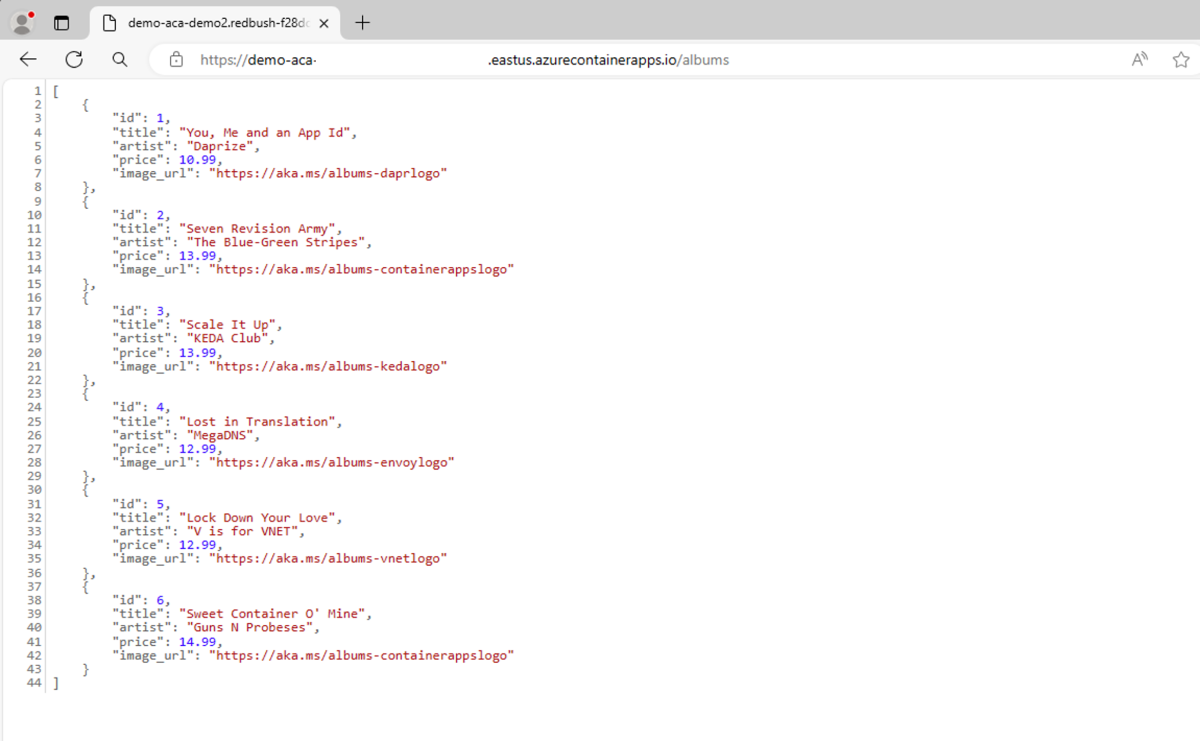 demo-aca-demo2.redbush-f28d
https://demo-aca- .eastus.azurecontainerapps.io/albums
1 [
2     {
3         "id": 1,
4         "title": "You, Me and an App Id",
5         "artist": "Daprize",
6         "price": 10.99,
7         "image_url": "https://aka.ms/albums-daprlogo"
8     },
9     {
10         "id": 2,
11         "title": "Seven Revision Army",
12         "artist": "The Blue-Green Stripes",
13         "price": 13.99,
14         "image_url": "https://aka.ms/albums-containerappslogo"
15     },
16     {
17         "id": 3,
18         "title": "Scale It Up",
19         "artist": "KEDA Club",
20         "price": 13.99,
21         "image_url": "https://aka.ms/albums-kedalogo"
22     },
23     {
24         "id": 4,
25         "title": "Lost in Translation",
26         "artist": "MegaDNS",
27         "price": 12.99,
28         "image_url": "https://aka.ms/albums-envoylogo"
29     },
30     {
31         "id": 5,
32         "title": "Lock Down Your Love",
33         "artist": "V is for VNET",
34         "price": 12.99,
35         "image_url": "https://aka.ms/albums-vnetlogo"
36     },
37     {
38         "id": 6,
39         "title": "Sweet Container O' Mine",
40         "artist": "Guns N Probeses",
41         "price": 14.99,
42         "image_url": "https://aka.ms/albums-containerappslogo"
43     }
44 ]